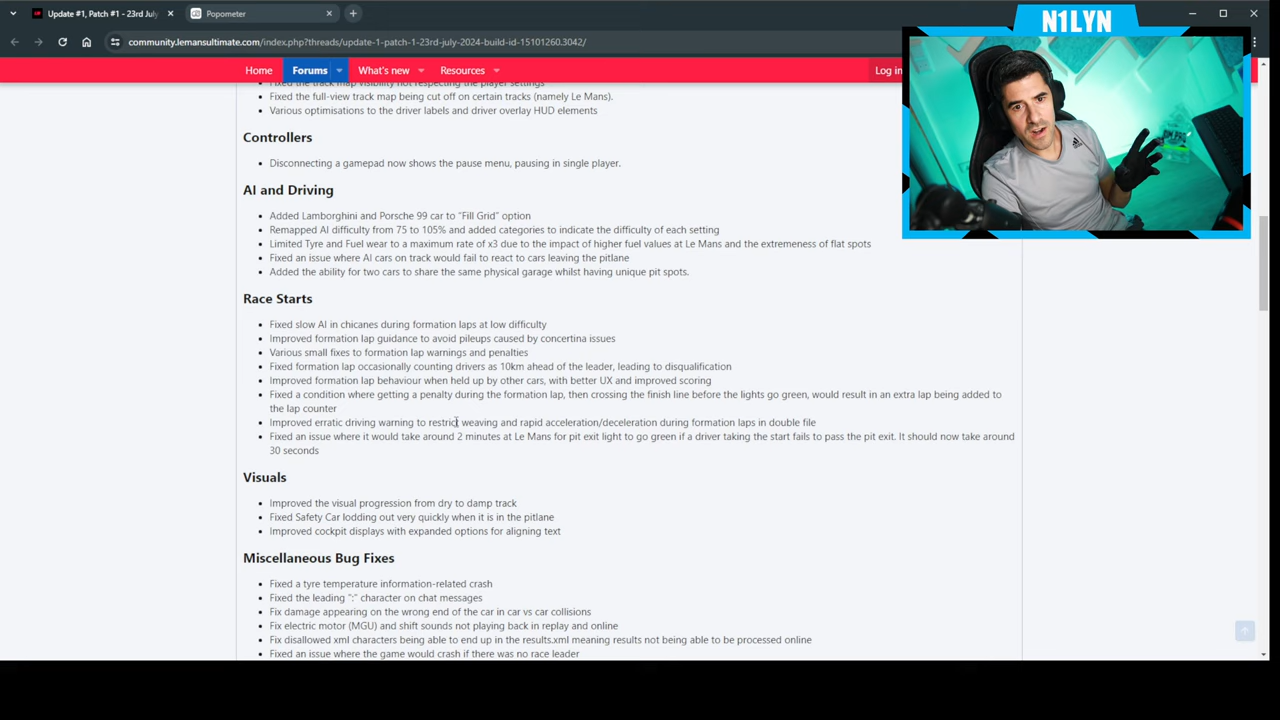 Update #1, Patch #1 - 23rd July
Popometer
N1LYN
community.lemansultimate.com/index.php?threads/update-1-patch-1-23rd-july-2024-build-id-15101260.3042/
Home Forums What's new Resources Log in
Fixed the track map visibility not respecting the player settings
Fixed the full-view track map being cut off on certain tracks (namely Le Mans).
Various optimisations to the driver labels and driver overlay HUD elements
Controllers
Disconnecting a gamepad now shows the pause menu, pausing in single player.
AI and Driving
Added Lamborghini and Porsche 99 car to "Fill Grid" option
Remapped AI difficulty from 75 to 105% and added categories to indicate the difficulty of each setting
Limited Tyre and Fuel wear to a maximum rate of x3 due to the impact of higher fuel values at Le Mans and the extremeness of flat spots
Fixed an issue where AI cars on track would fail to react to cars leaving the pitlane
Added the ability for two cars to share the same physical garage whilst having unique pit spots.
Race Starts
Fixed slow AI in chicanes during formation laps at low difficulty
Improved formation lap guidance to avoid pileups caused by concertina issues
Various small fixes to formation lap warnings and penalties
Fixed formation lap occasionally counting drivers as 10km ahead of the leader, leading to disqualification
Improved formation lap behaviour when held up by other cars, with better UX and improved scoring
Fixed a condition where getting a penalty during the formation lap, then crossing the finish line before the lights go green, would result in an extra lap being added to
the lap counter
Improved erratic driving warning to restrict weaving and rapid acceleration/deceleration during formation laps in double file
Fixed an issue where it would take around 2 minutes at Le Mans for pit exit light to go green if a driver taking the start fails to pass the pit exit. It should now take around
30 seconds
Visuals
Improved the visual progression from dry to damp track
Fixed Safety Car lodding out very quickly when it is in the pitlane
Improved cockpit displays with expanded options for aligning text
Miscellaneous Bug Fixes
Fixed a tyre temperature information-related crash
Fixed the leading ":" character on chat messages
Fix damage appearing on the wrong end of the car in car vs car collisions
Fix electric motor (MGU) and shift sounds not playing back in replay and online
Fix disallowed xml characters being able to end up in the results.xml meaning results not being able to be processed online
Fixed an issue where the game would crash if there was no race leader